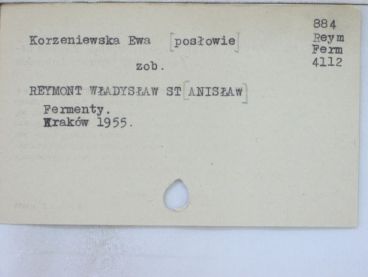 884
Korzeniewska Ewa [posłowie] Reym
Ferm
zob. 4112
REYMONT WŁADYSŁAW ST[ANISŁAW]
Fermenty.
Kraków 1955.